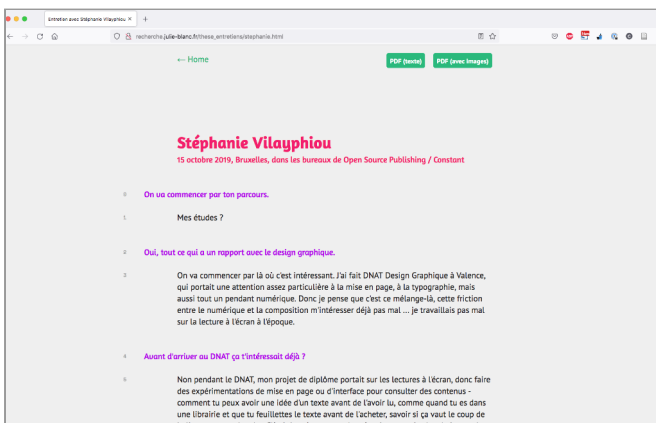 Entretien avec Stéphanie Vilayphiou ×
recherche.julie-blanc.fr/these_entretiens/stephanie.html
← Home
PDF (texte)
PDF (avec images)
Stéphanie Vilayphiou
15 octobre 2019, Bruxelles, dans les bureaux de Open Source Publishing / Constant
0 On va commencer par ton parcours.
1 Mes études ?
2 Oui, tout ce qui a un rapport avec le design graphique.
3 On va commencer par là où c'est intéressant. J'ai fait DNAT Design Graphique à Valence,
qui portait une attention assez particulière à la mise en page, à la typographie, mais
aussi tout un pendant numérique. Donc je pense que c'est ce mélange-là, cette friction
entre le numérique et la composition m'intéresser déjà pas mal ... je travaillais pas mal
sur la lecture à l'écran à l'époque.
4 Avant d'arriver au DNAT ça t'intéressait déjà ?
5 Non pendant le DNAT, mon projet de diplôme portait sur les lectures à l'écran, donc faire
des expérimentations de mise en page ou d'interface pour consulter des contenus -
comment tu peux avoir une idée d'un texte avant de l'avoir lu, comme quand tu es dans
une librairie et que tu feuillettes le texte avant de l'acheter, savoir si ça vaut le coup de